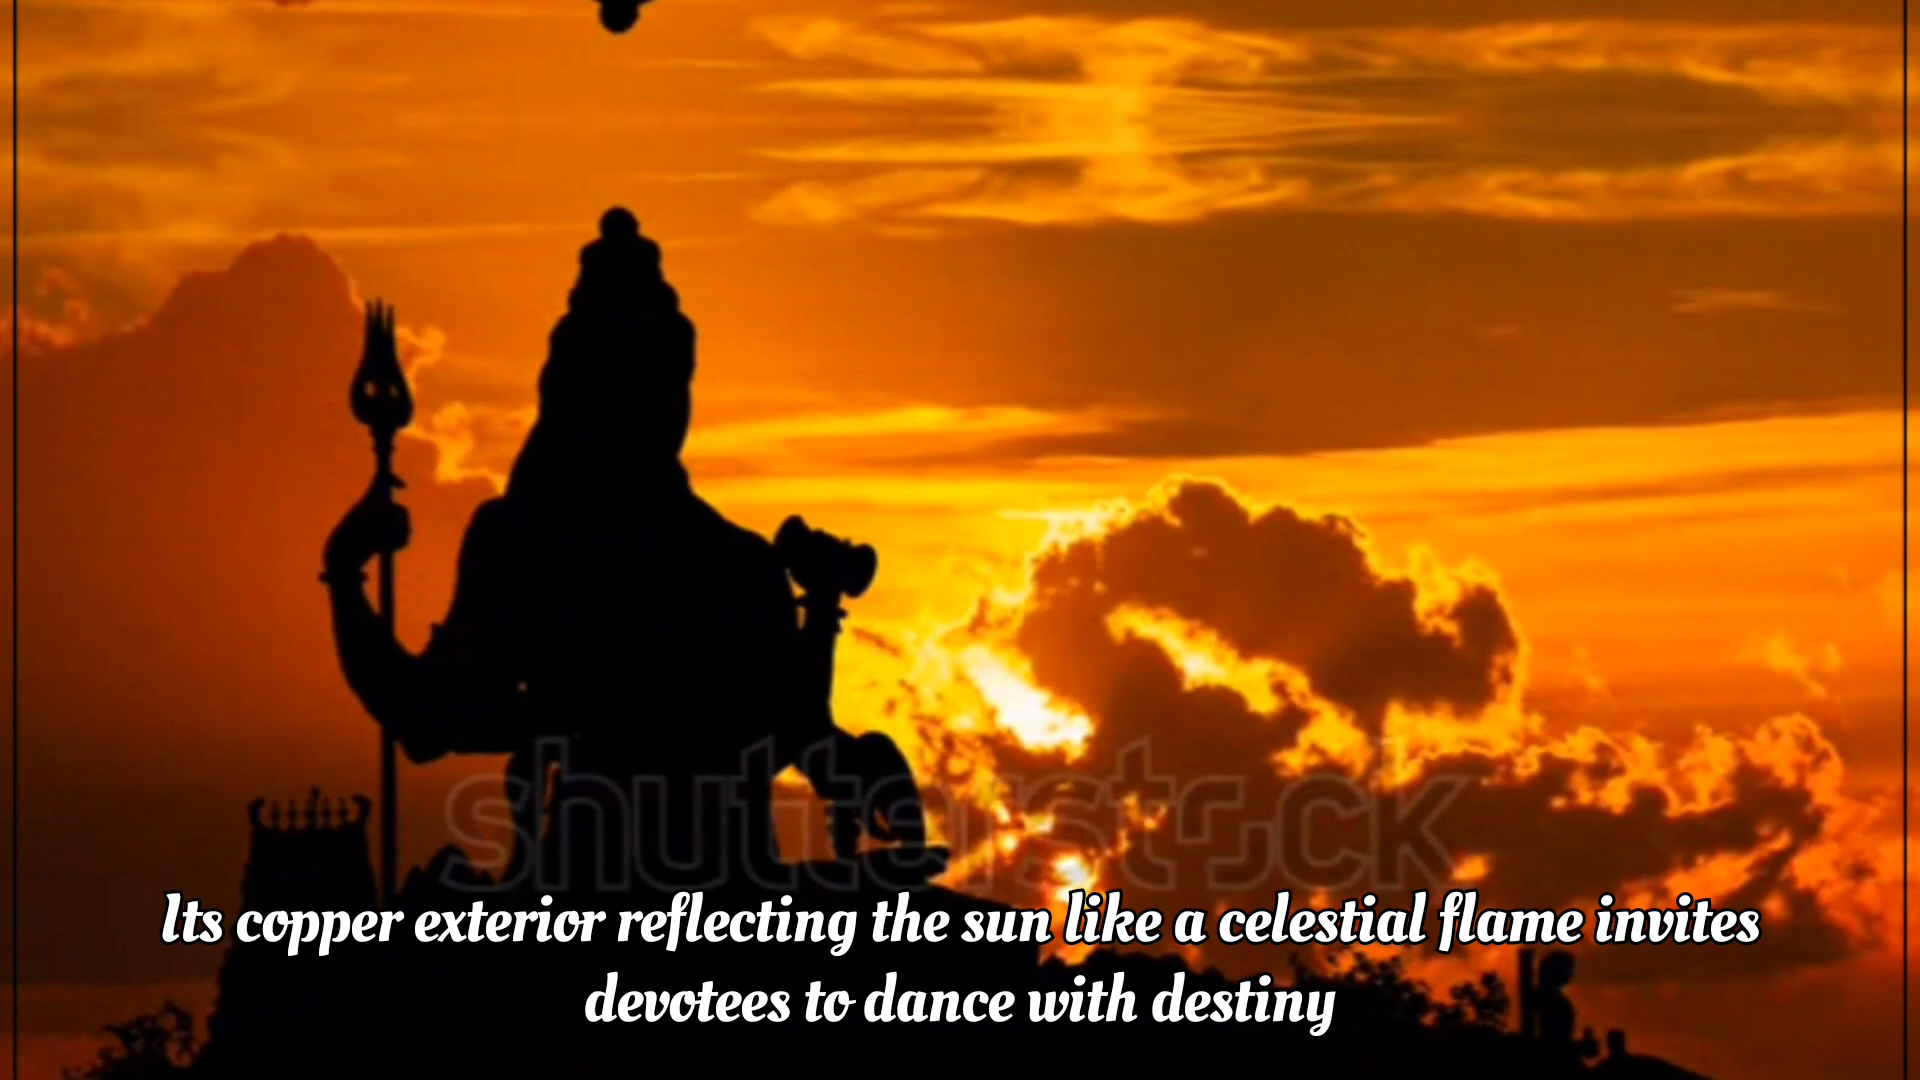 shutterstock
Its copper exterior reflecting the sun like a celestial flame invites
devotees to dance with destiny